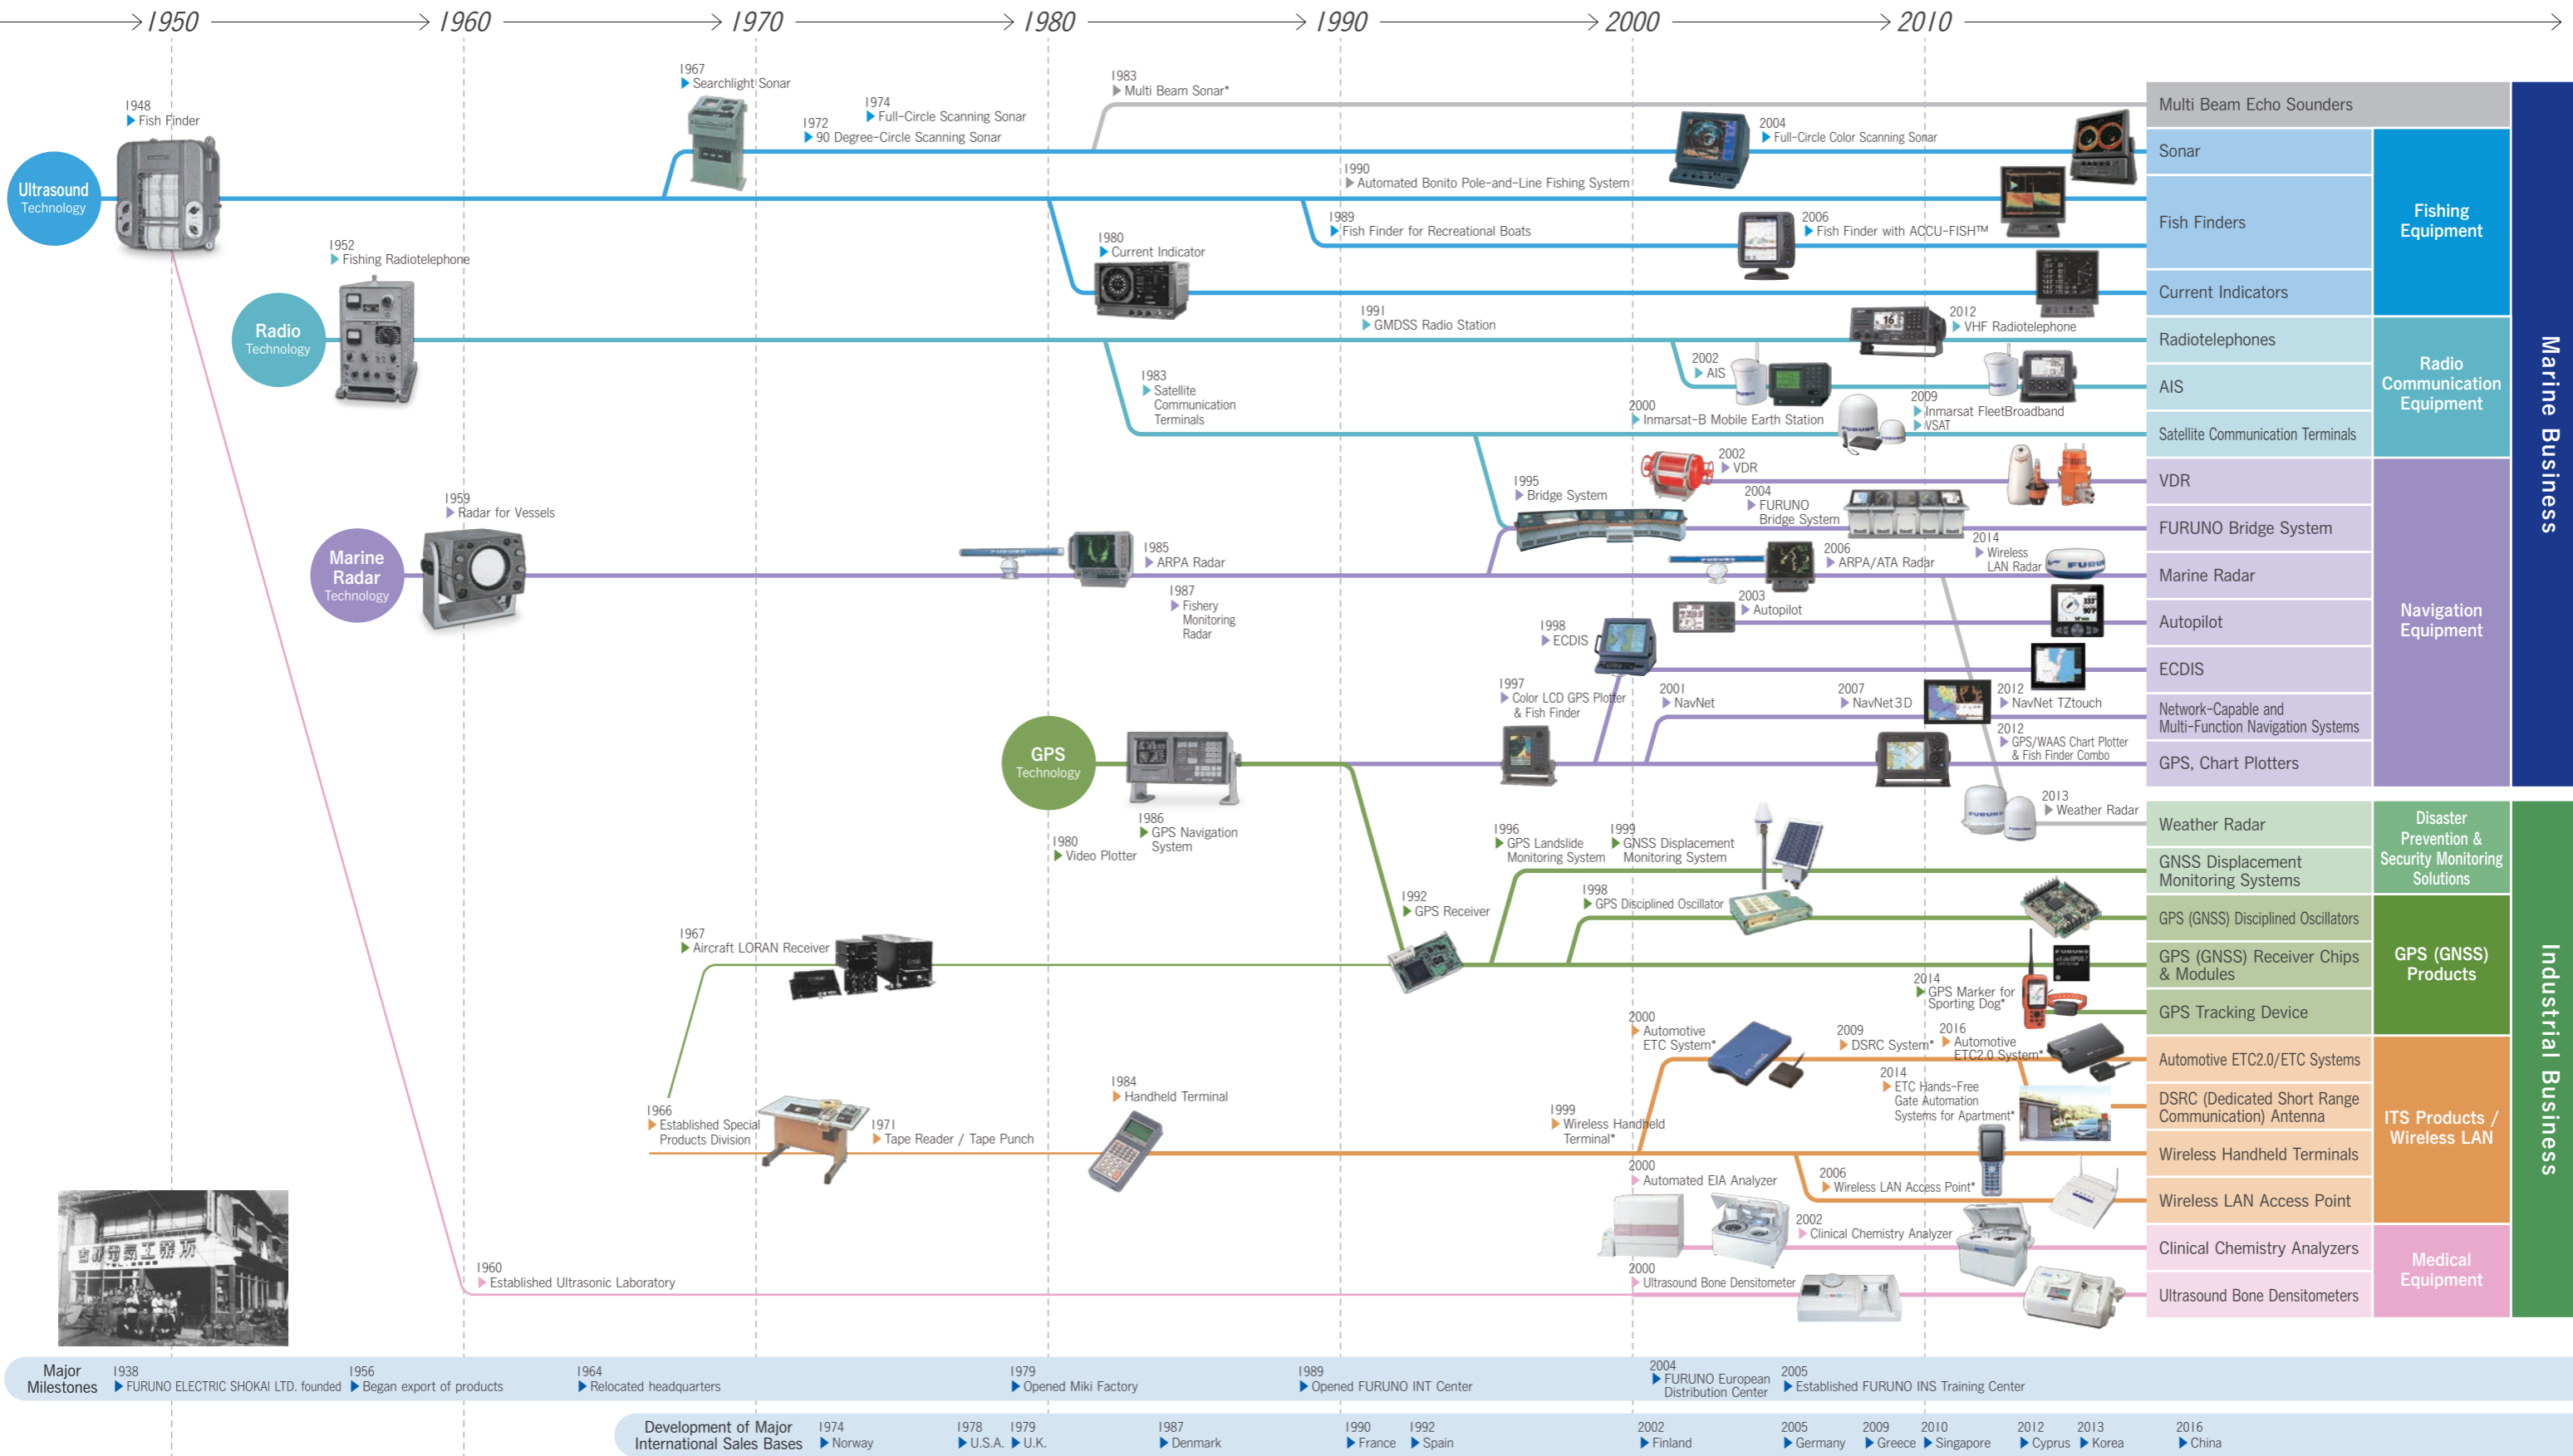 1950
1960
1970
1980
1990
2000
2010
1948
Fish Finder
Ultrasound
Technology
1967
Searchlight Sonar
1972
90 Degree-Circle Scanning Sonar
1974
Full-Circle Scanning Sonar
1983
Multi Beam Sonar*
2004
Full-Circle Color Scanning Sonar
1990
Automated Bonito Pole-and-Line Fishing System
1989
Fish Finder for Recreational Boats
2006
Fish Finder with ACCU-FISH™
1980
Current Indicator
1952
Fishing Radiotelephone
Radio
Technology
1991
GMDSS Radio Station
2012
VHF Radiotelephone
2002
AIS
1983
Satellite
Communication
Terminals
2000
Inmarsat-B Mobile Earth Station
2009
Inmarsat FleetBroadband
VSAT
2002
VDR
1995
Bridge System
2004
FURUNO
Bridge System
1959
Radar for Vessels
Marine
Radar
Technology
1985
ARPA Radar
1987
Fishery
Monitoring
Radar
2006
ARPA/ATA Radar
2014
Wireless
LAN Radar
2003
Autopilot
1998
ECDIS
1997
Color LCD GPS Plotter
& Fish Finder
2001
NavNet
2007
NavNet3D
2012
NavNet TZtouch
2012
GPS/WAAS Chart Plotter
& Fish Finder Combo
GPS
Technology
1980
Video Plotter
1986
GPS Navigation
System
2013
Weather Radar
1996
GPS Landslide
Monitoring System
1999
GNSS Displacement
Monitoring System
1992
GPS Receiver
1998
GPS Disciplined Oscillator
1967
Aircraft LORAN Receiver
2014
GPS Marker for
Sporting Dog*
2000
Automotive
ETC System*
2009
DSRC System*
2016
Automotive
ETC2.0 System*
2014
ETC Hands-Free
Gate Automation
Systems for Apartment*
1966
Established Special
Products Division
1971
Tape Reader / Tape Punch
1984
Handheld Terminal
1999
Wireless Handheld
Terminal*
2006
Wireless LAN Access Point*
2000
Automated EIA Analyzer
2002
Clinical Chemistry Analyzer
1960
Established Ultrasonic Laboratory
2000
Ultrasound Bone Densitometer
Multi Beam Echo Sounders
Sonar
Fish Finders
Current Indicators
Fishing
Equipment
Radiotelephones
AIS
Satellite Communication Terminals
Radio
Communication
Equipment
VDR
FURUNO Bridge System
Marine Radar
Autopilot
ECDIS
Network-Capable and
Multi-Function Navigation Systems
GPS, Chart Plotters
Navigation
Equipment
Marine Business
Weather Radar
GNSS Displacement
Monitoring Systems
Disaster
Prevention &
Security Monitoring
Solutions
GPS (GNSS) Disciplined Oscillators
GPS (GNSS) Receiver Chips
& Modules
GPS Tracking Device
GPS (GNSS)
Products
Automotive ETC2.0/ETC Systems
DSRC (Dedicated Short Range
Communication) Antenna
Wireless Handheld Terminals
Wireless LAN Access Point
ITS Products /
Wireless LAN
Clinical Chemistry Analyzers
Ultrasound Bone Densitometers
Medical
Equipment
Industrial Business
古野電気工業所
Major
Milestones
1938
FURUNO ELECTRIC SHOKAI LTD. founded
1956
Began export of products
1964
Relocated headquarters
1979
Opened Miki Factory
1989
Opened FURUNO INT Center
2004
FURUNO European
Distribution Center
2005
Established FURUNO INS Training Center
Development of Major
International Sales Bases
1974
Norway
1978
U.S.A.
1979
U.K.
1987
Denmark
1990
France
1992
Spain
2002
Finland
2005
Germany
2009
Greece
2010
Singapore
2012
Cyprus
2013
Korea
2016
China